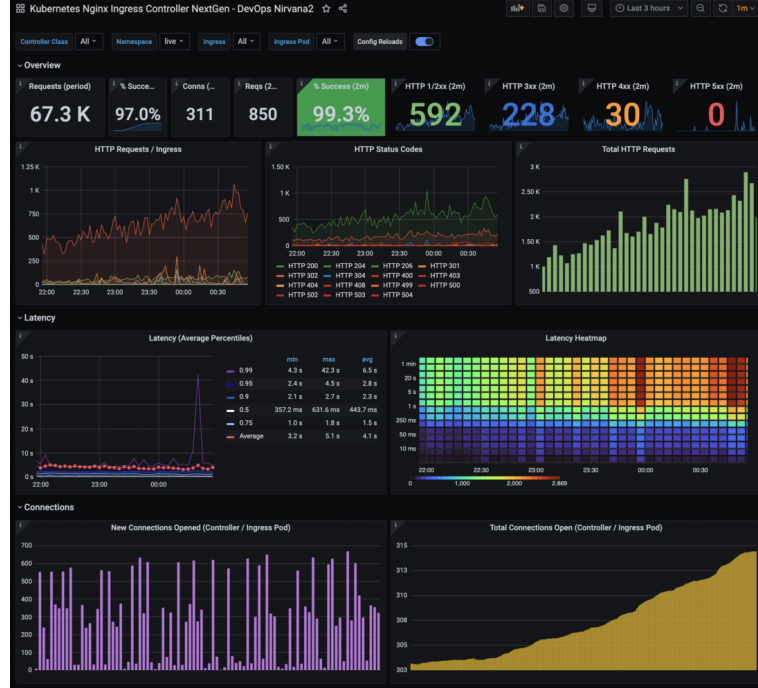 Kubernetes Nginx Ingress Controller NextGen - DevOps Nirvana2
Last 3 hours
1m
Controller Class All Namespace live Ingress All Ingress Pod All Config Reloads
Overview
Requests (period) % Succe... Conns (... Reqs (2... % Success (2m) HTTP 1/2xx (2m) HTTP 3xx (2m) HTTP 4xx (2m) HTTP 5xx (2m)
67.3 K 97.0% 311 850 99.3% 592 228 30 0
HTTP Requests / Ingress
1.25 K
1 K
750
500
250
0
22:00 22:30 23:00 23:30 00:00 00:30
HTTP Status Codes
1.50 K
1 K
500
0
22:00 22:30 23:00 23:30 00:00 00:30
HTTP 200 HTTP 204 HTTP 206 HTTP 301
HTTP 302 HTTP 304 HTTP 400 HTTP 403
HTTP 404 HTTP 408 HTTP 499 HTTP 500
HTTP 502 HTTP 503 HTTP 504
Total HTTP Requests
3 K
2.50 K
2 K
1.50 K
1 K
500
Latency
Latency (Average Percentiles)
50 s
40 s
30 s
20 s
10 s
0 s
22:00 23:00 00:00
min max avg
0.99 4.3 s 42.3 s 6.5 s
0.95 2.4 s 4.5 s 2.8 s
0.9 2.1 s 2.7 s 2.3 s
0.5 357.2 ms 631.6 ms 443.7 ms
0.75 1.0 s 1.8 s 1.5 s
Average 3.2 s 5.1 s 4.1 s
Latency Heatmap
1 min
20 s
5 s
1 s
250 ms
50 ms
10 ms
22:00 22:30 23:00 23:30 00:00 00:30
0 1,000 2,000 2,869
Connections
New Connections Opened (Controller / Ingress Pod)
700
600
500
400
300
200
100
0
Total Connections Open (Controller / Ingress Pod)
315
313
310
308
305
303